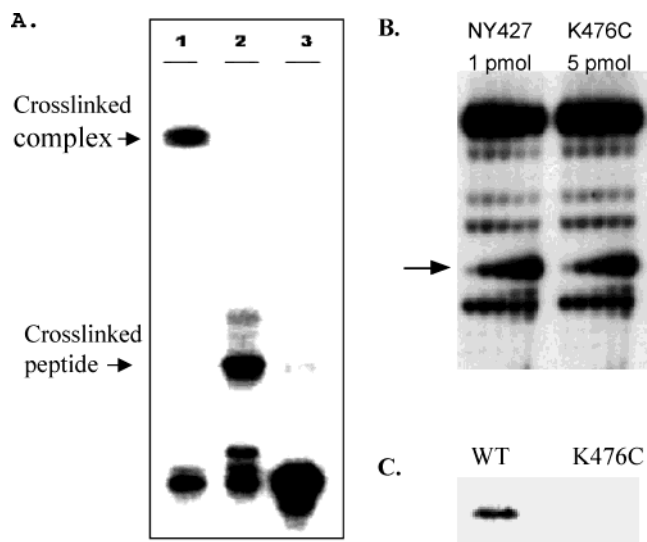 A.
1 2 3
Crosslinked
complex
Crosslinked
peptide
B.
NY427 K476C
1 pmol 5 pmol
C.
WT K476C